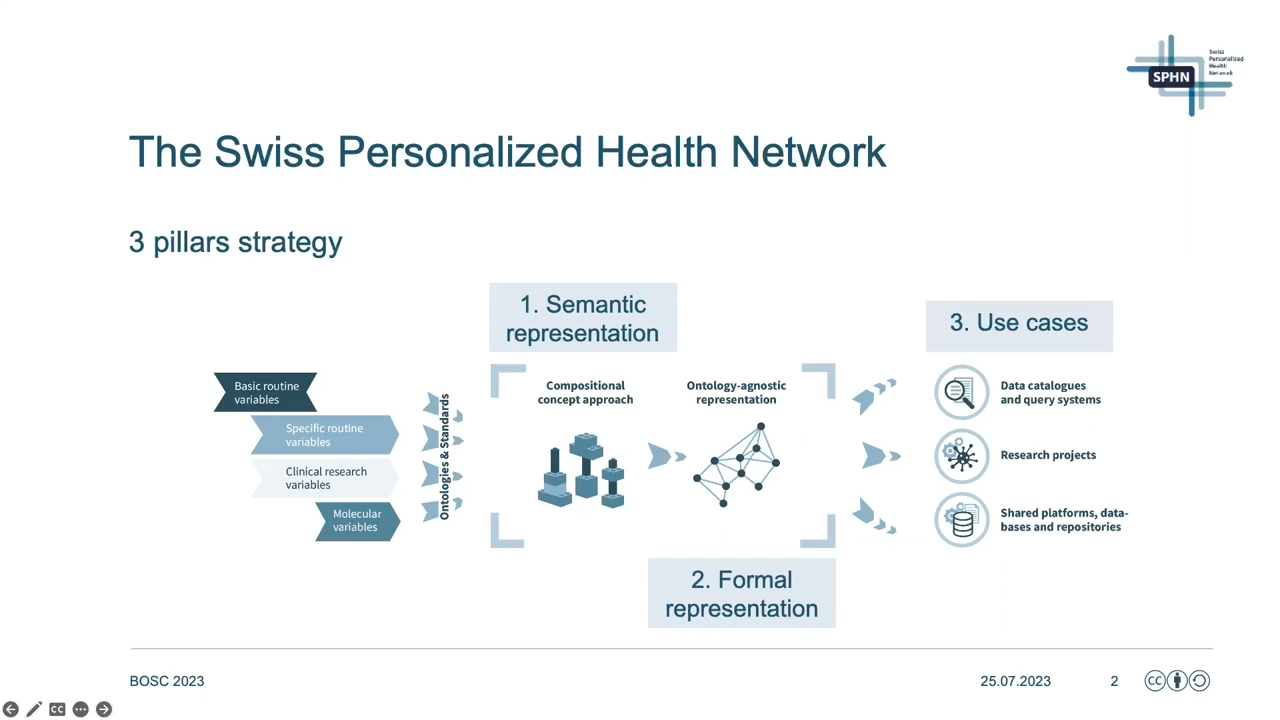 Swiss
Personalized
Health
Network
SPHN
The Swiss Personalized Health Network
3 pillars strategy
1. Semantic
representation
3. Use cases
Basic routine
variables
Specific routine
variables
Clinical research
variables
Molecular
variables
Ontologies & Standards
Compositional
concept approach
Ontology-agnostic
representation
Data catalogues
and query systems
Research projects
Shared platforms, data-
bases and repositories
2. Formal
representation
BOSC 2023
25.07.2023
2
CC
CC